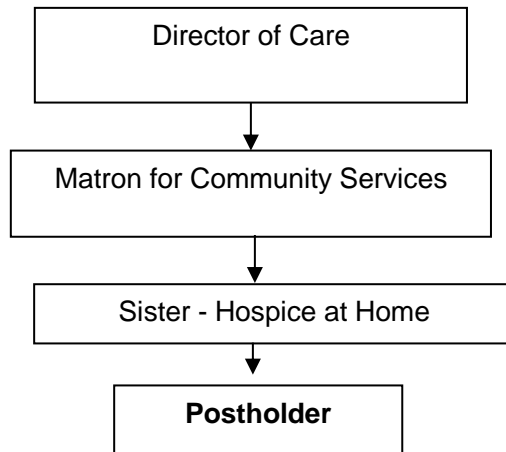 Director of Care
Matron for Community Services
Sister - Hospice at Home
Postholder